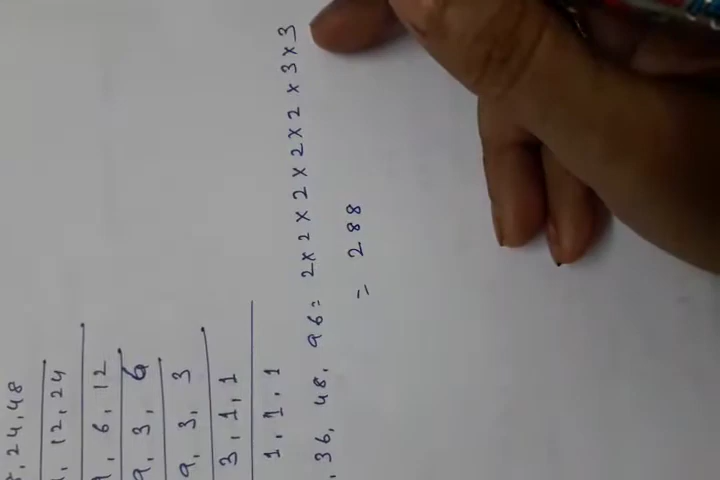 , 24, 48
, 12, 24
, 6, 12
9, 3, 6
9, 3, 3
3, 1, 1
1, 1, 1
, 36, 48, 96 = 2 x 2 x 2 x 2 x 2 x 3 x 3
= 288